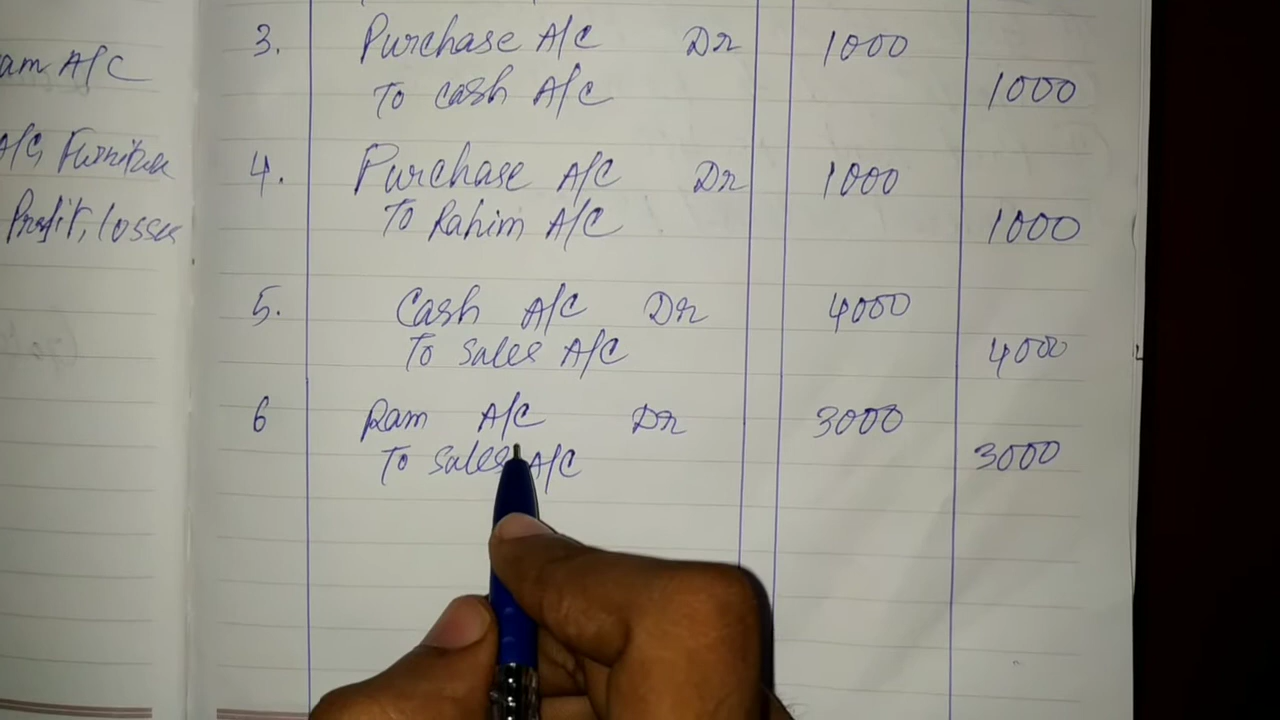 am A/C
A/C, Furniture
Profit, losses
3. Purchase A/C Dr 1000
To cash A/C 1000
4. Purchase A/C Dr 1000
To Rahim A/C 1000
5. Cash A/C Dr 4000
To sales A/C 4000
6 Ram A/C Dr 3000
To sales A/C 3000